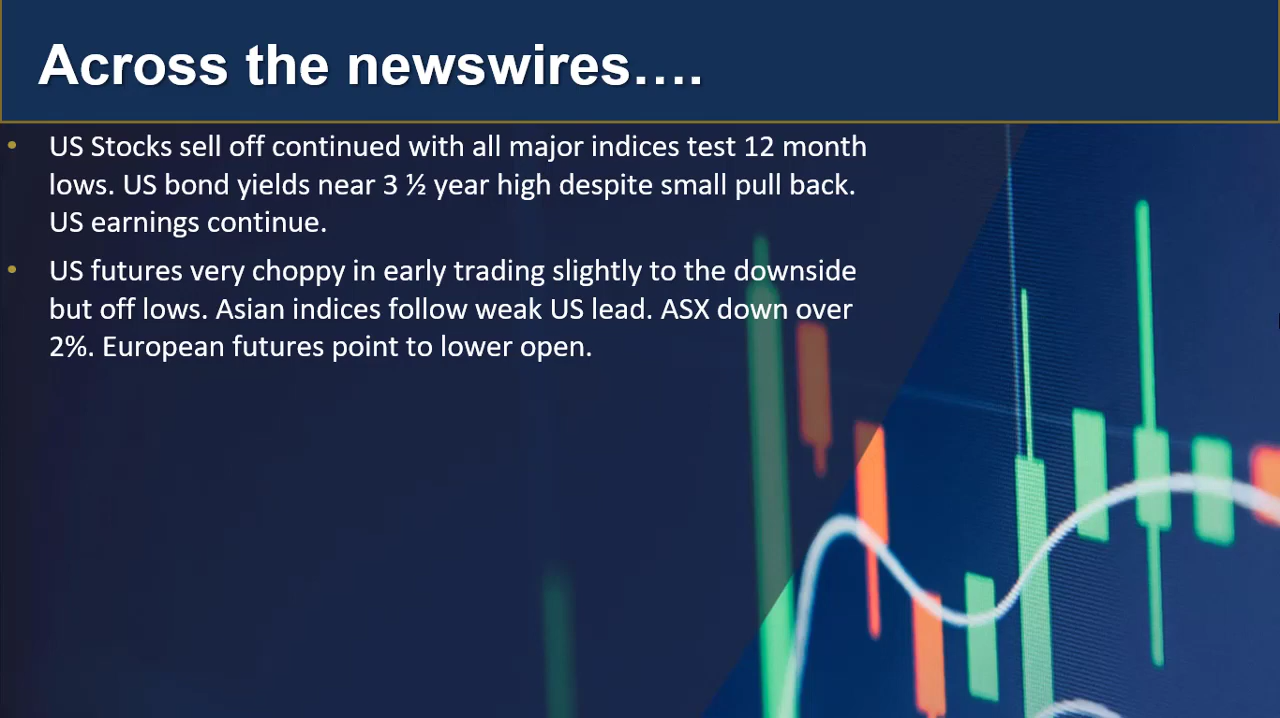 Across the newswires….
• US Stocks sell off continued with all major indices test 12 month
lows. US bond yields near 3 ½ year high despite small pull back.
US earnings continue.
• US futures very choppy in early trading slightly to the downside
but off lows. Asian indices follow weak US lead. ASX down over
2%. European futures point to lower open.